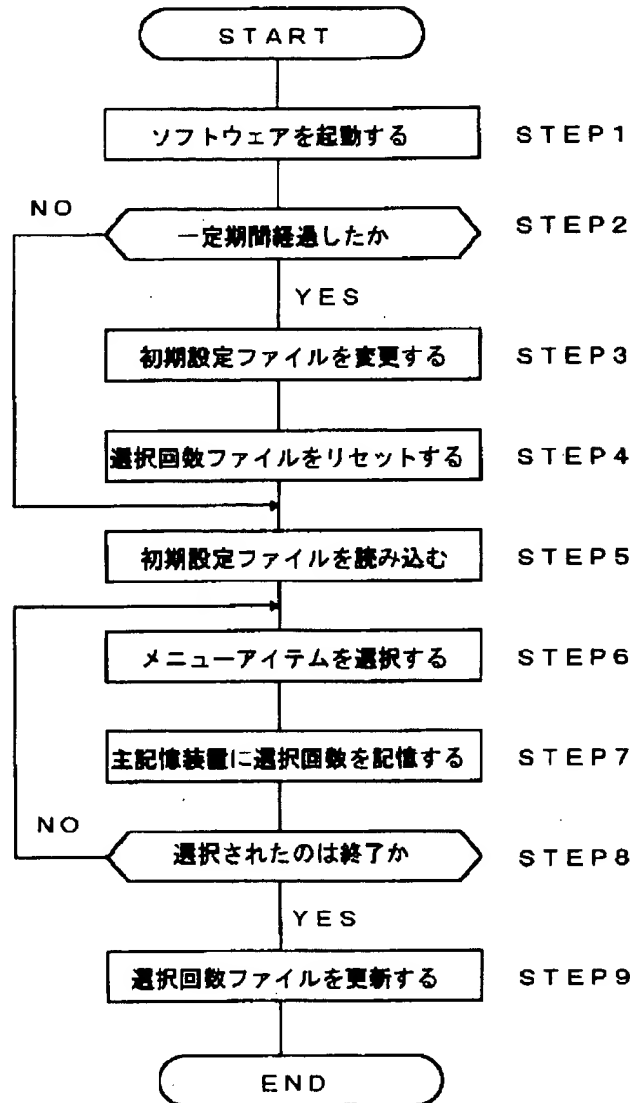 START
ソフトウェアを起動する STEP1
NO
一定期間経過したか STEP2
YES
初期設定ファイルを変更する STEP3
選択回数ファイルをリセットする STEP4
初期設定ファイルを読み込む STEP5
メニューアイテムを選択する STEP6
主記憶装置に選択回数を記憶する STEP7
NO
選択されたのは終了か STEP8
YES
選択回数ファイルを更新する STEP9
END